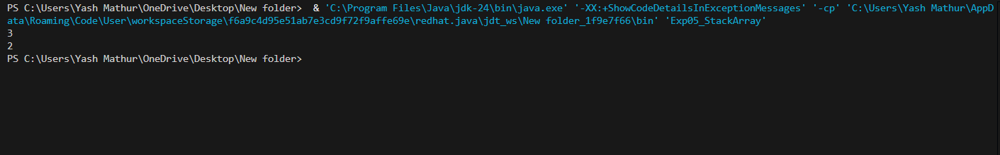 PS C:\Users\Yash Mathur\OneDrive\Desktop\New folder>  & 'C:\Program Files\Java\jdk-24\bin\java.exe' '-XX:+ShowCodeDetailsInExceptionMessages' '-cp' 'C:\Users\Yash Mathur\AppD
ata\Roaming\Code\User\workspaceStorage\f6a9c4d95e51ab7e3cd9f72f9affe69e\redhat.java\jdt_ws\New folder_1f9e7f66\bin' 'Exp05_StackArray'
3
2
PS C:\Users\Yash Mathur\OneDrive\Desktop\New folder>